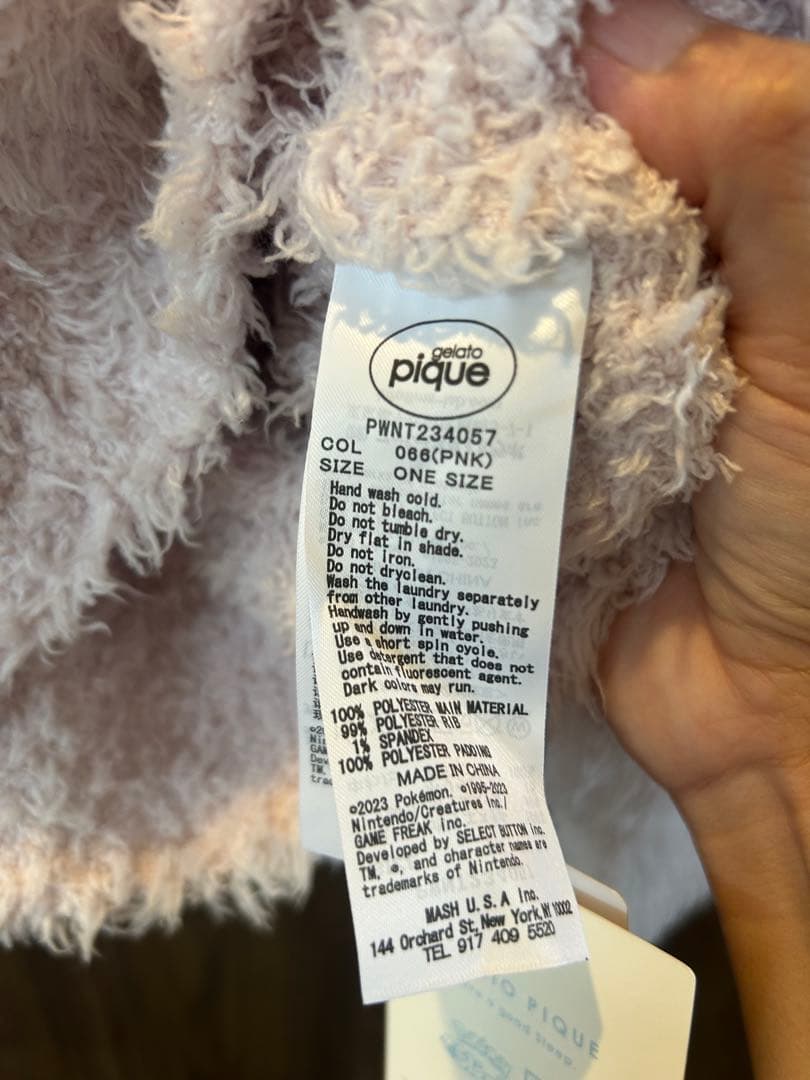 gelato
pique
PWNT234057
COL 066(PNK)
SIZE ONE SIZE
Hand wash cold.
Do not bleach.
Do not tumble dry.
Dry flat in shade.
Do not iron.
Do not dryclean.
Wash the laundry separately
from other laundry.
Handwash by gently pushing
up and down in water.
Use a short spin cycle.
Use detergent that does not
contain fluorescent agent.
Dark colors may run.
100% POLYESTER MAIN MATERIAL
99% POLYESTER RIB
1% SPANDEX
100% POLYESTER PADDING
MADE IN CHINA
©2023 Pokémon. ©1995-2023
Nintendo/Creatures Inc./
GAME FREAK inc.
Developed by SELECT BUTTON inc.
TM, ®, and character names are
trademarks of Nintendo.
MASH U.S.A Inc.
144 Orchard St, New York, NY 10002
TEL 917 409 5520
PIQUE